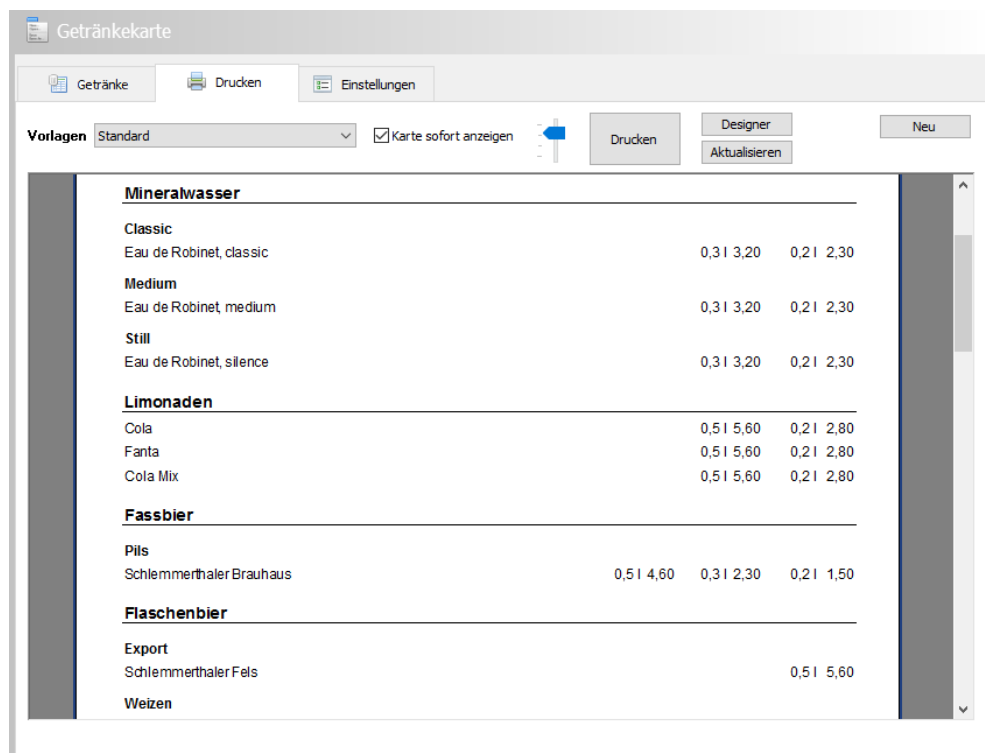 Getränkekarte
Getränke Drucken Einstellungen
Vorlagen Standard Karte sofort anzeigen Drucken Designer Aktualisieren Neu
Mineralwasser
Classic
Eau de Robinet, classic 0,3 l 3,20 0,2 l 2,30
Medium
Eau de Robinet, medium 0,3 l 3,20 0,2 l 2,30
Still
Eau de Robinet, silence 0,3 l 3,20 0,2 l 2,30
Limonaden
Cola 0,5 l 5,60 0,2 l 2,80
Fanta 0,5 l 5,60 0,2 l 2,80
Cola Mix 0,5 l 5,60 0,2 l 2,80
Fassbier
Pils
Schlemmerthaler Brauhaus 0,5 l 4,60 0,3 l 2,30 0,2 l 1,50
Flaschenbier
Export
Schlemmerthaler Fels 0,5 l 5,60
Weizen